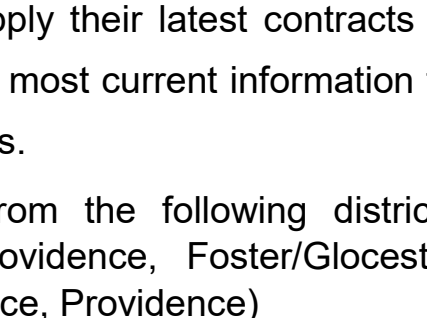 pply their latest contracts
most current information
s.
rom the following distric
ovidence, Foster/Glocest
ce, Providence)